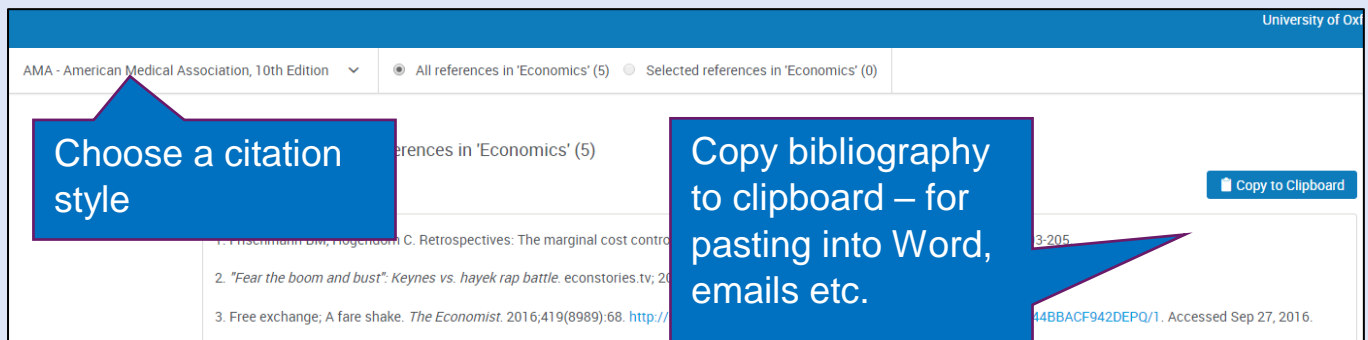 University of Oxf
AMA - American Medical Association, 10th Edition
All references in 'Economics' (5) Selected references in 'Economics' (0)
Choose a citation
style
erences in 'Economics' (5)
Copy bibliography
to clipboard – for
pasting into Word,
emails etc.
Copy to Clipboard
C. Retrospectives: The marginal cost contro 3-205
2. "Fear the boom and bust": Keynes vs. hayek rap battle. econstories.tv; 20
3. Free exchange; A fare shake. The Economist. 2016;419(8989):68. http:// 44BBACF942DEPQ/1. Accessed Sep 27, 2016.